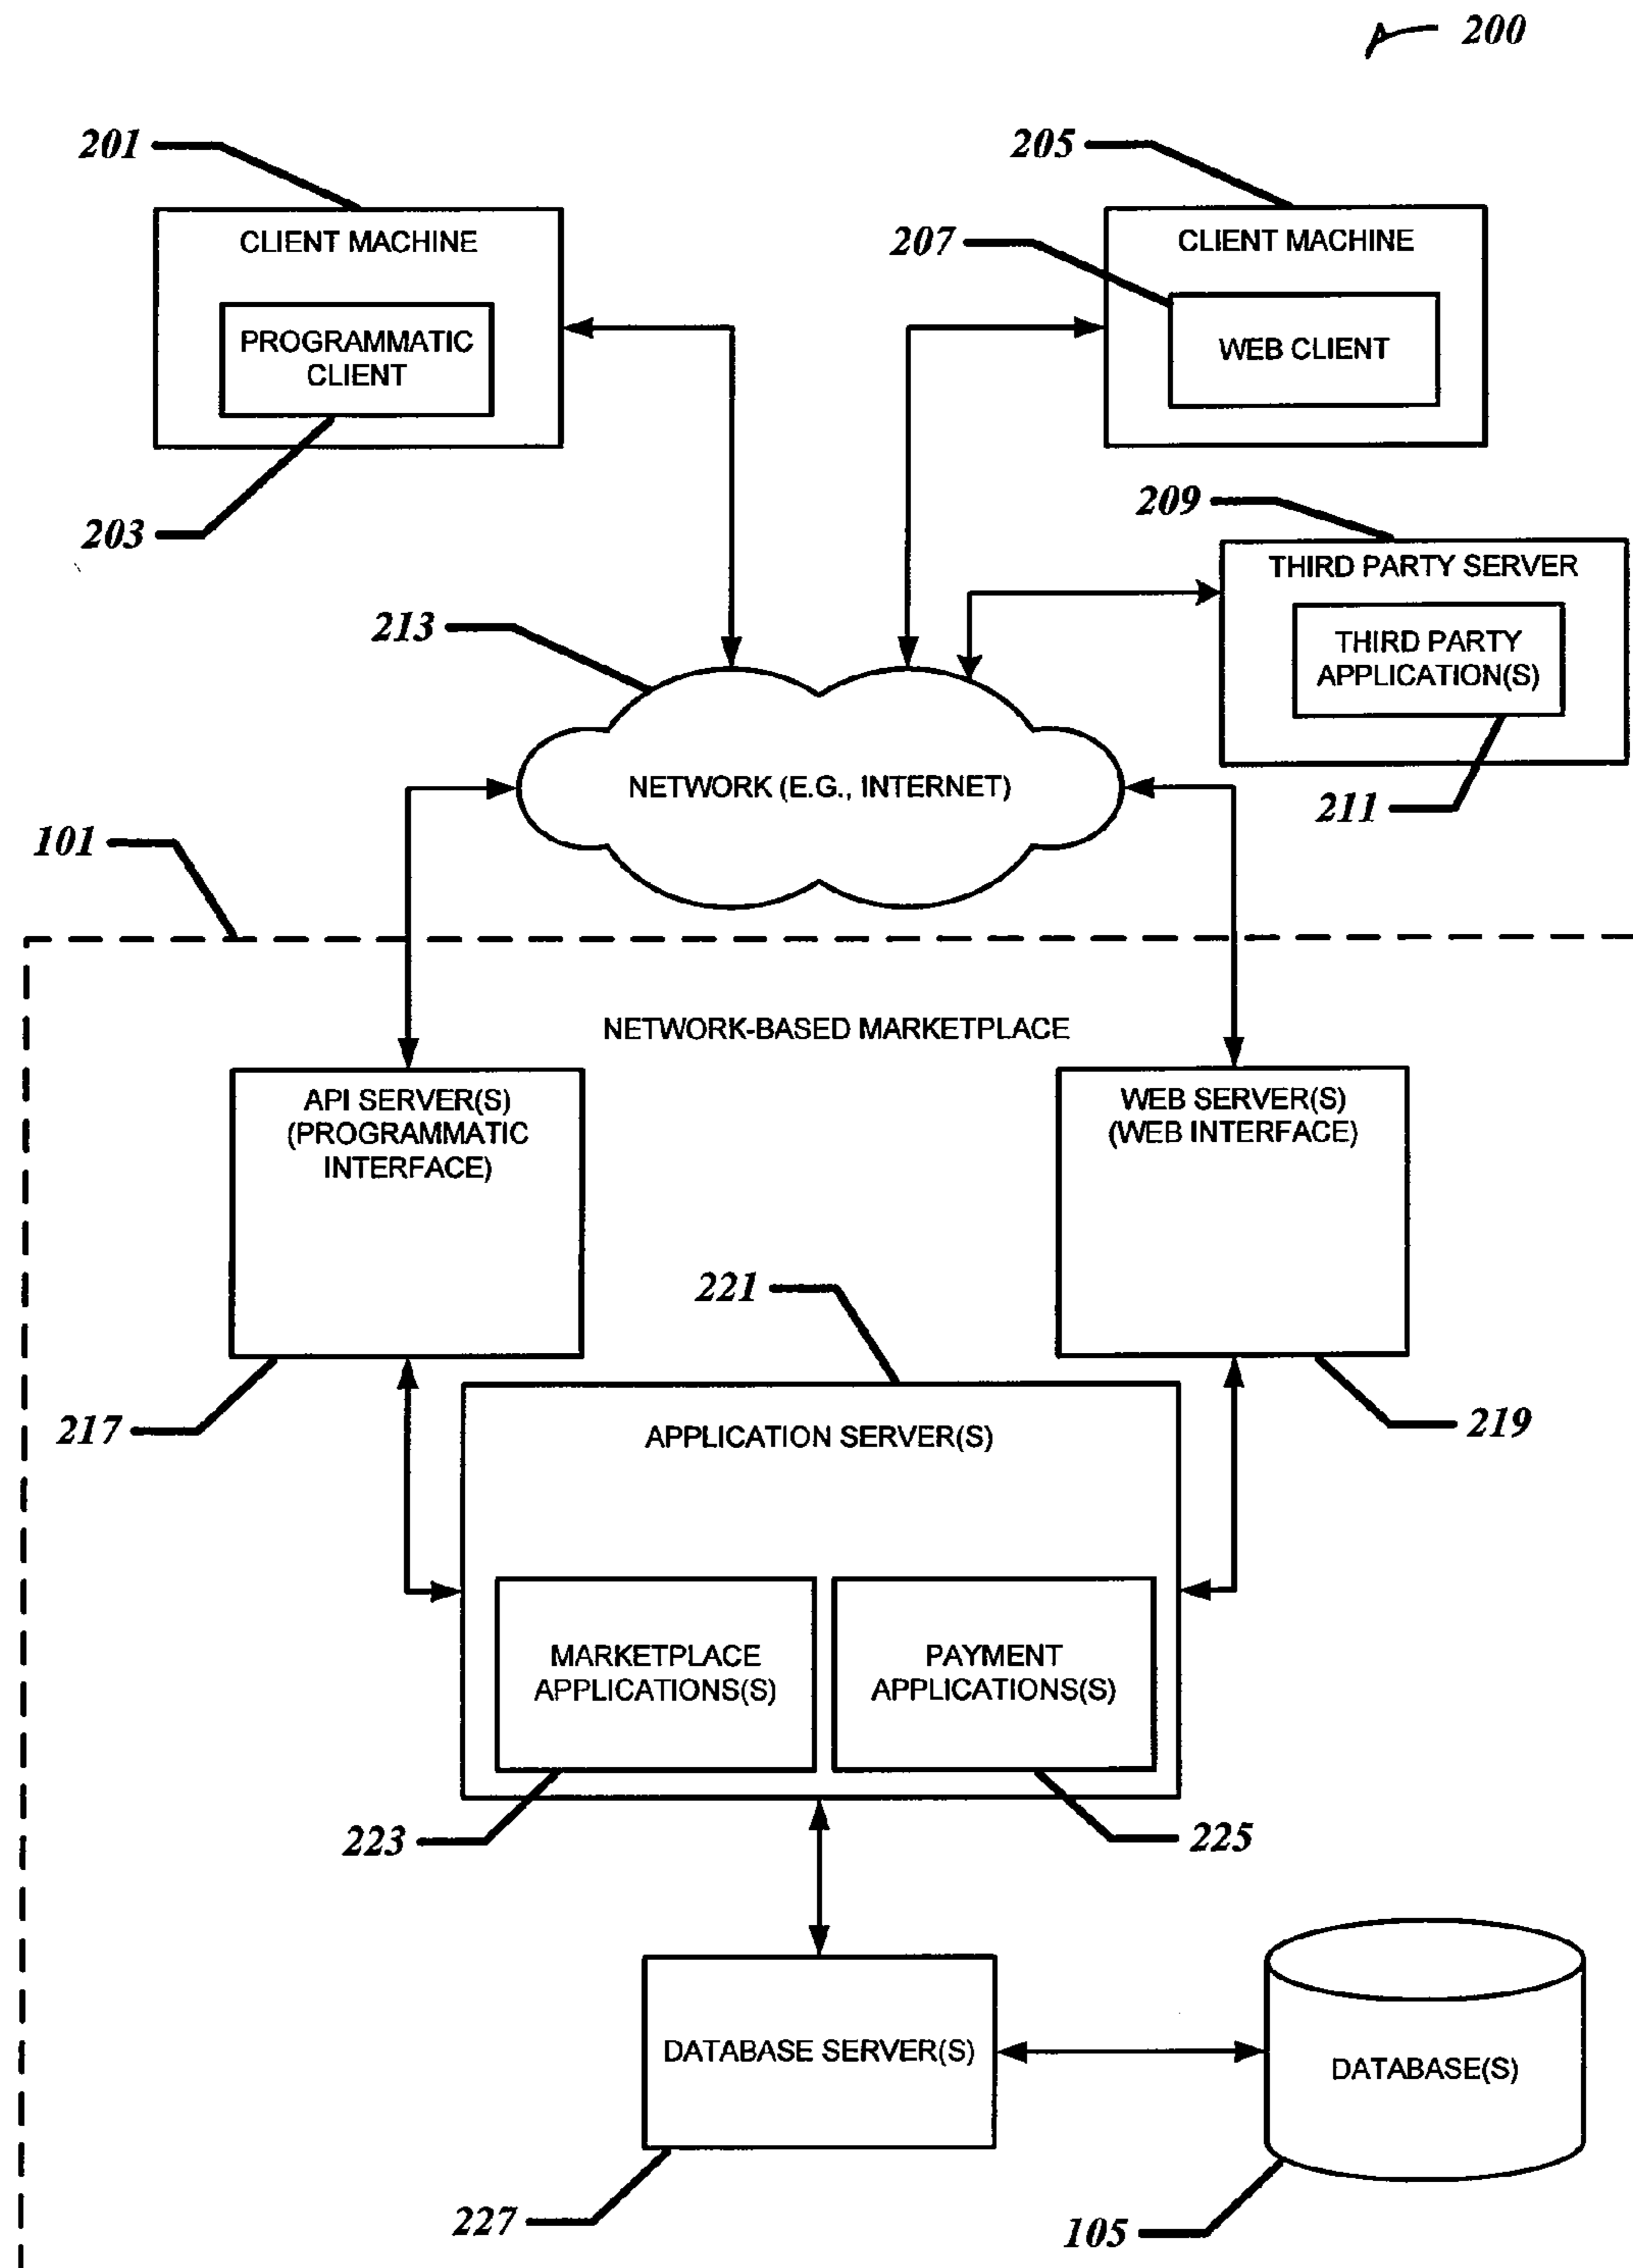 200
201
205
CLIENT MACHINE
207
CLIENT MACHINE
PROGRAMMATIC
CLIENT
WEB CLIENT
203
209
THIRD PARTY SERVER
213
THIRD PARTY
APPLICATION(S)
NETWORK (E.G., INTERNET)
211
101
NETWORK-BASED MARKETPLACE
API SERVER(S)
(PROGRAMMATIC
INTERFACE)
WEB SERVER(S)
(WEB INTERFACE)
221
217
219
APPLICATION SERVER(S)
MARKETPLACE
APPLICATIONS(S)
PAYMENT
APPLICATIONS(S)
223
225
DATABASE SERVER(S)
DATABASE(S)
227
105